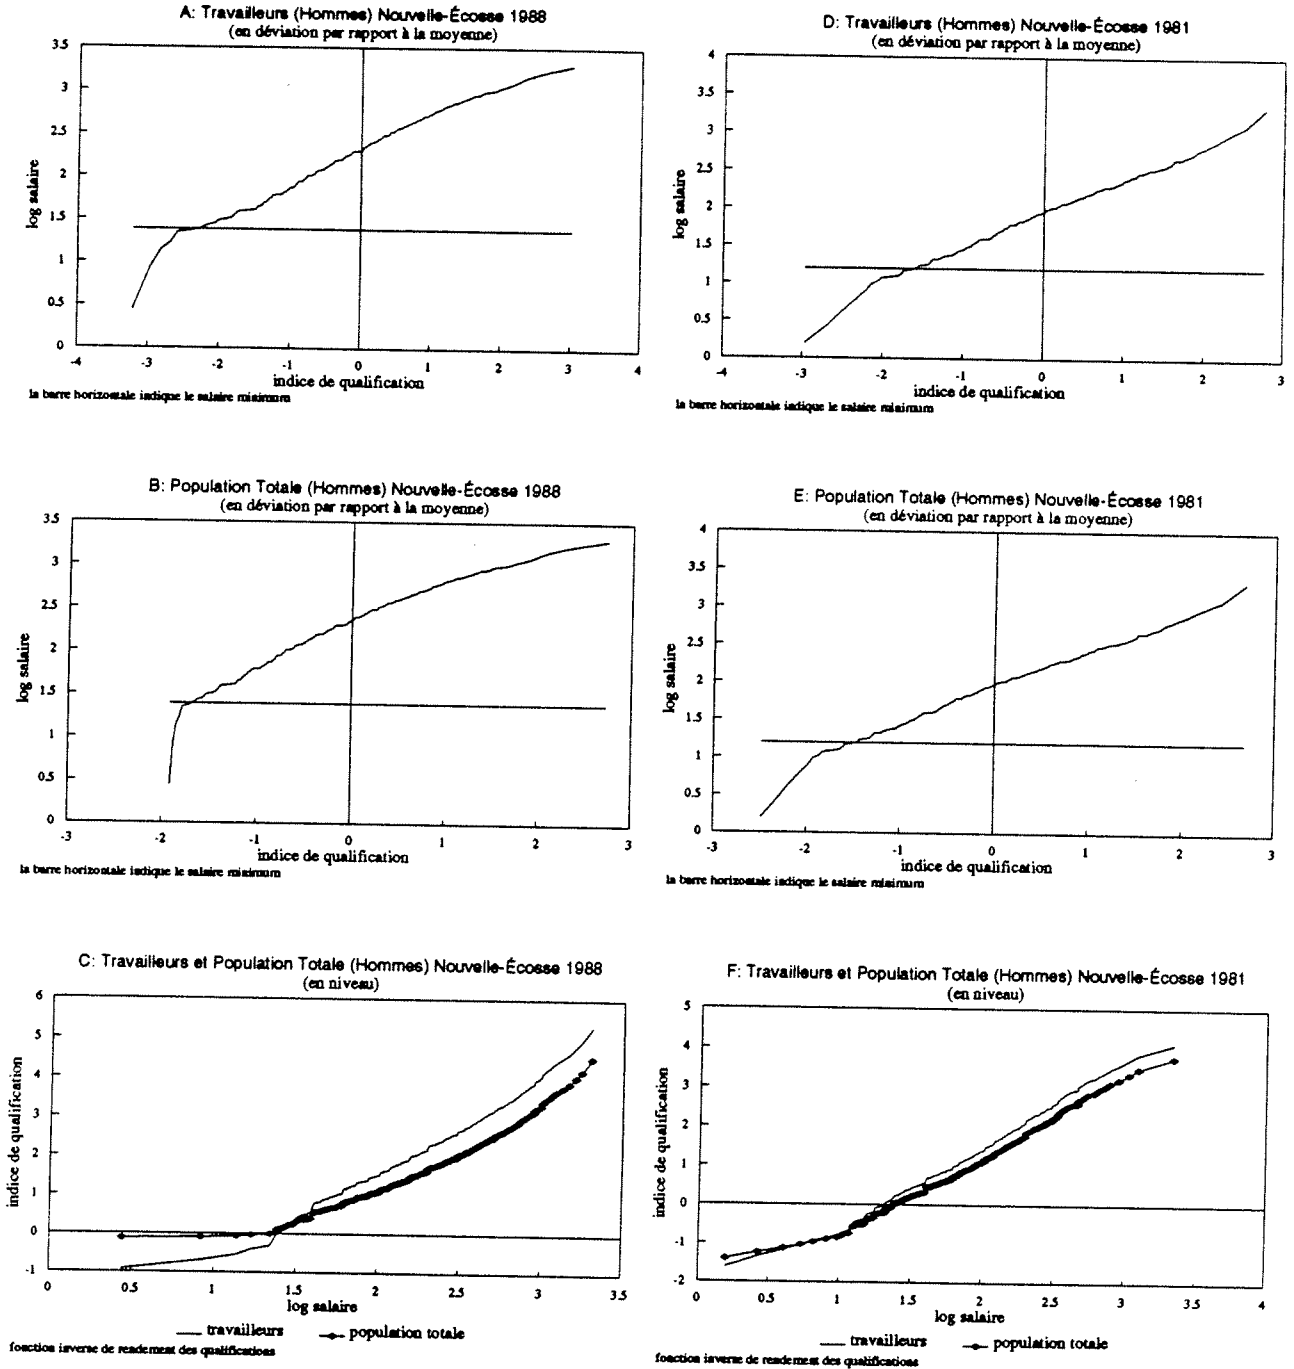 A: Travailleurs (Hommes) Nouvelle-Écosse 1988
(en déviation par rapport à la moyenne)
3.5
3
2.5
2
1.5
1
0.5
0
log salaire
-4
-3
-2
-1
0
1
2
3
4
indice de qualification
la barre horizontale indique le salaire minimum
D: Travailleurs (Hommes) Nouvelle-Écosse 1981
(en déviation par rapport à la moyenne)
4
3.5
3
2.5
2
1.5
1
0.5
0
log salaire
-4
-3
-2
-1
0
1
2
3
indice de qualification
la barre horizontale indique le salaire minimum
B: Population Totale (Hommes) Nouvelle-Écosse 1988
(en déviation par rapport à la moyenne)
3.5
3
2.5
2
1.5
1
0.5
0
log salaire
-3
-2
-1
0
1
2
3
indice de qualification
la barre horizontale indique le salaire minimum
E: Population Totale (Hommes) Nouvelle-Écosse 1981
(en déviation par rapport à la moyenne)
4
3.5
3
2.5
2
1.5
1
0.5
0
log salaire
-3
-2
-1
0
1
2
3
indice de qualification
la barre horizontale indique le salaire minimum
C: Travailleurs et Population Totale (Hommes) Nouvelle-Écosse 1988
(en niveau)
6
5
4
3
2
1
0
-1
indice de qualification
0
0.5
1
1.5
2
2.5
3
3.5
log salaire
travailleurs
population totale
fonction inverse de rendement des qualifications
F: Travailleurs et Population Totale (Hommes) Nouvelle-Écosse 1981
(en niveau)
5
4
3
2
1
0
-1
-2
indice de qualification
0
0.5
1
1.5
2
2.5
3
3.5
4
log salaire
travailleurs
population totale
fonction inverse de rendement des qualifications